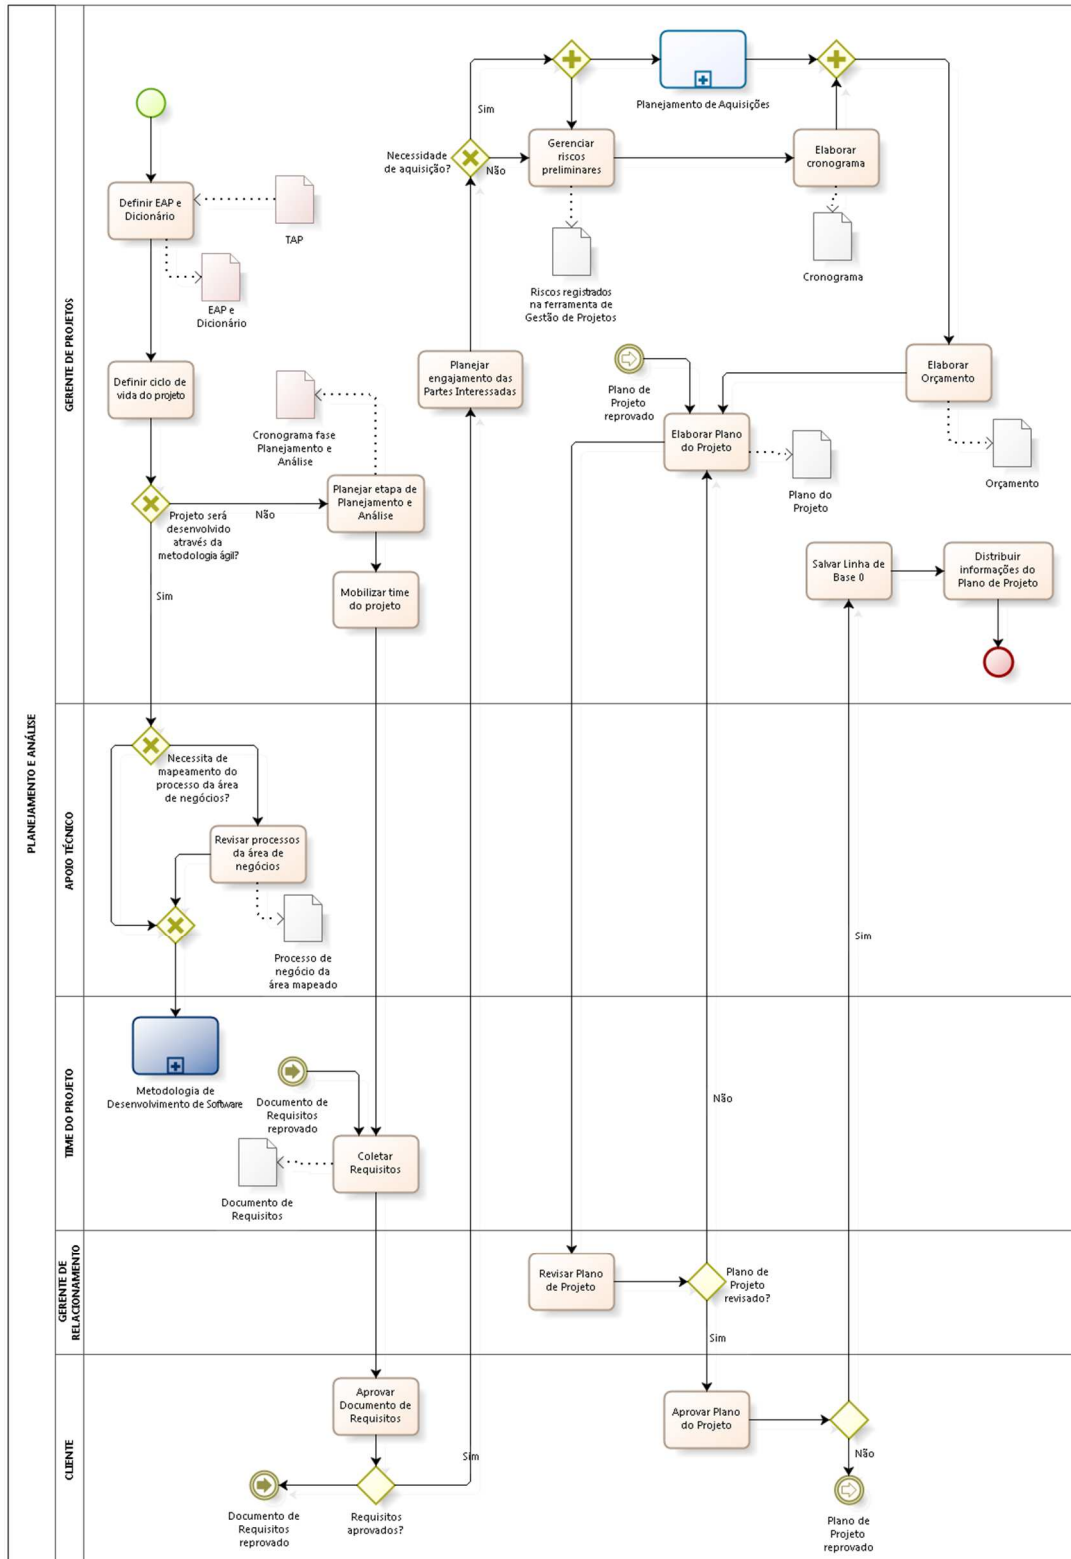 PLANEJAMENTO E ANÁLISE
GERENTE DE PROJETOS
Definir EAP e
Dicionário
TAP
EAP e
Dicionário
Definir ciclo de
vida do projeto
Projeto será
desenvolvido
através da
metodologia ágil?
Não
Sim
Cronograma fase
Planejamento e
Análise
Planejar etapa de
Planejamento e
Análise
Mobilizar time
do projeto
Planejar
engajamento das
Partes Interessadas
Necessidade
de aquisição?
Sim
Não
Planejamento de Aquisições
Gerenciar
riscos
preliminares
Riscos registrados
na ferramenta de
Gestão de Projetos
Elaborar
cronograma
Cronograma
Elaborar
Orçamento
Orçamento
Plano de
Projeto
reprovado
Elaborar Plano
do Projeto
Plano do
Projeto
Salvar Linha de
Base 0
Distribuir
informações do
Plano de Projeto
APOIO TÉCNICO
Necessita de
mapeamento do
processo da área
de negócios?
Revisar processos
da área de
negócios
Processo de
negócio da
área mapeado
Sim
TIME DO PROJETO
Metodologia de
Desenvolvimento de Software
Documento de
Requisitos
reprovado
Coletar
Requisitos
Documento de
Requisitos
Não
GERENTE DE
RELACIONAMENTO
Revisar Plano
de Projeto
Plano de
Projeto
revisado?
Sim
CLIENTE
Aprovar
Documento de
Requisitos
Requisitos
aprovados?
Sim
Documento de
Requisitos
reprovado
Aprovar Plano
do Projeto
Não
Plano de
Projeto
reprovado